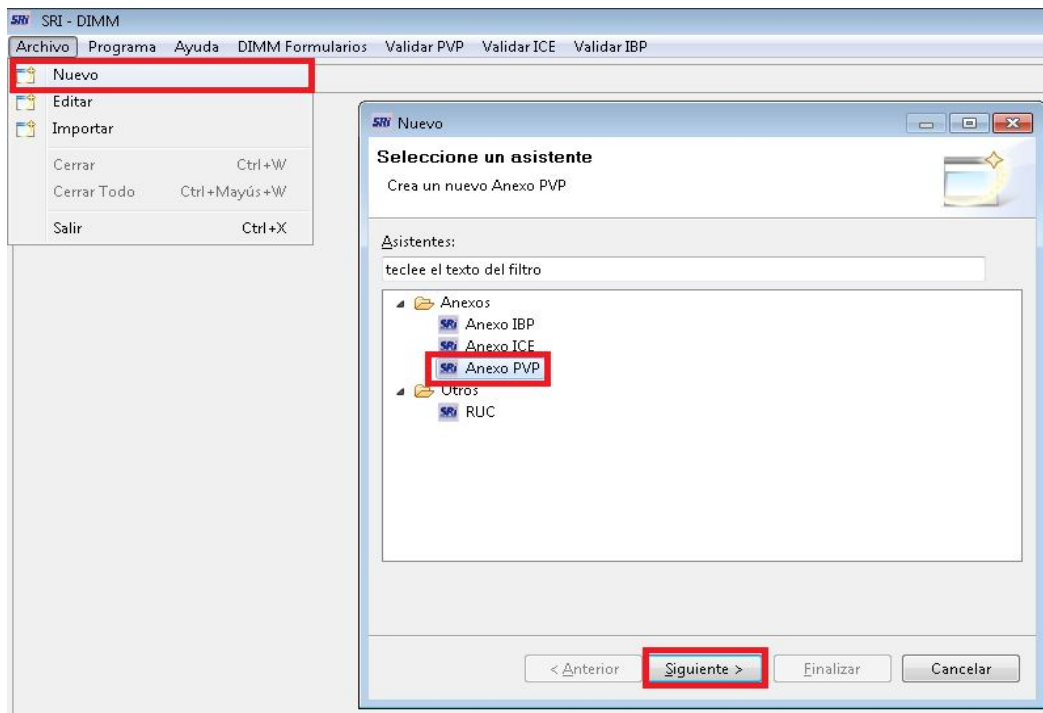 SRi SRI - DIMM
Archivo Programa Ayuda DIMM Formularios Validar PVP Validar ICE Validar IBP
Nuevo
Editar
Importar
Cerrar Ctrl+W
Cerrar Todo Ctrl+Mayús+W
Salir Ctrl+X
SRi Nuevo
Seleccione un asistente
Crea un nuevo Anexo PVP
Asistentes:
teclee el texto del filtro
Anexos
SRi Anexo IBP
SRi Anexo ICE
SRi Anexo PVP
Otros
SRi RUC
< Anterior Siguiente > Finalizar Cancelar